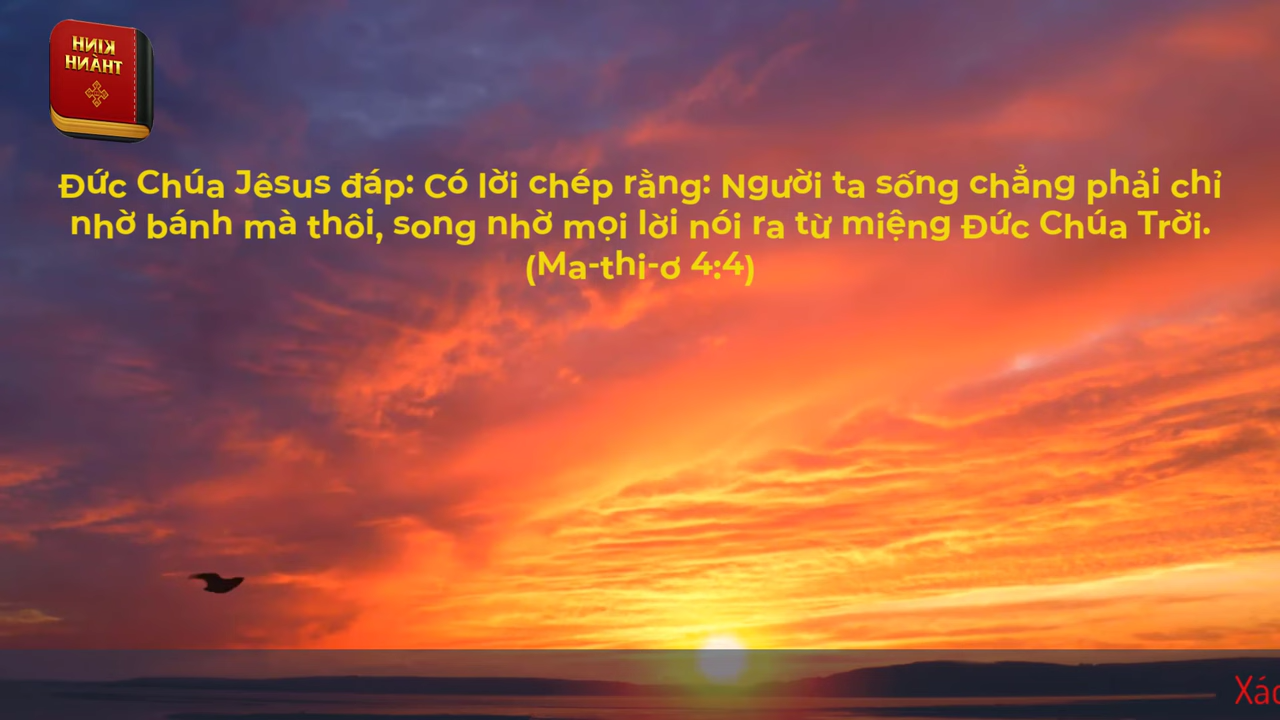 KINH
THÁNH
Đức Chúa Jêsus đáp: Có lời chép rằng: Người ta sống chẳng phải chỉ
nhờ bánh mà thôi, song nhờ mọi lời nói ra từ miệng Đức Chúa Trời.
(Ma-thi-ơ 4:4)